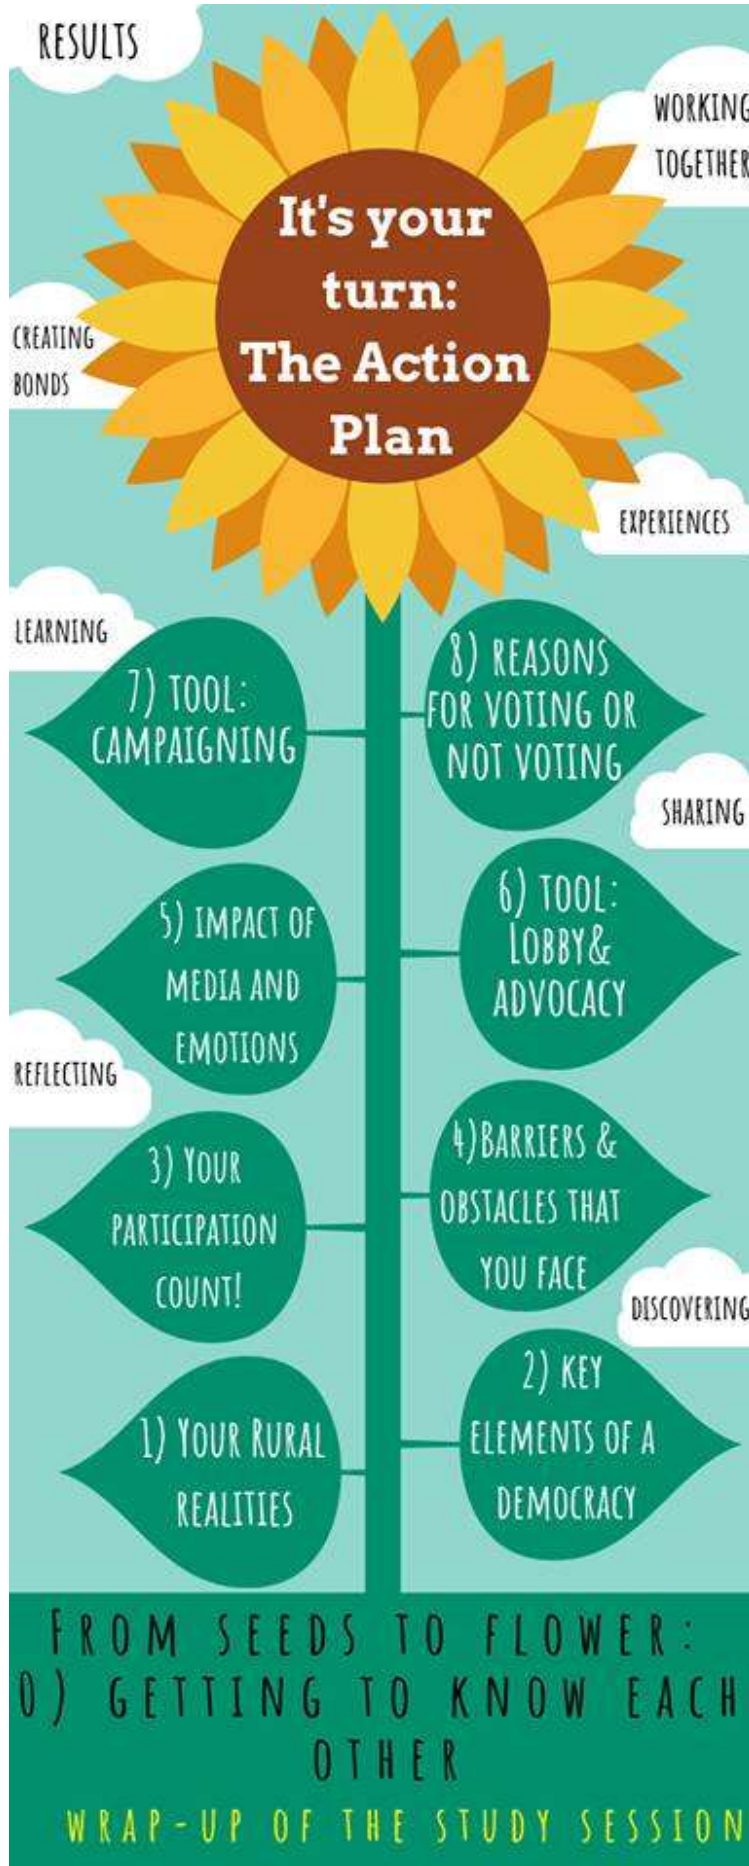 RESULTS
WORKING
TOGETHER
It's your
turn:
The Action
Plan
CREATING
BONDS
EXPERIENCES
LEARNING
7) TOOL:
CAMPAIGNING
8) REASONS
FOR VOTING OR
NOT VOTING
SHARING
5) IMPACT OF
MEDIA AND
EMOTIONS
6) TOOL:
LOBBY&
ADVOCACY
REFLECTING
3) YOUR
PARTICIPATION
COUNT!
4)BARRIERS &
OBSTACLES THAT
YOU FACE
DISCOVERING
1) YOUR RURAL
REALITIES
2) KEY
ELEMENTS OF A
DEMOCRACY
FROM SEEDS TO FLOWER:
0) GETTING TO KNOW EACH
OTHER
WRAP-UP OF THE STUDY SESSION